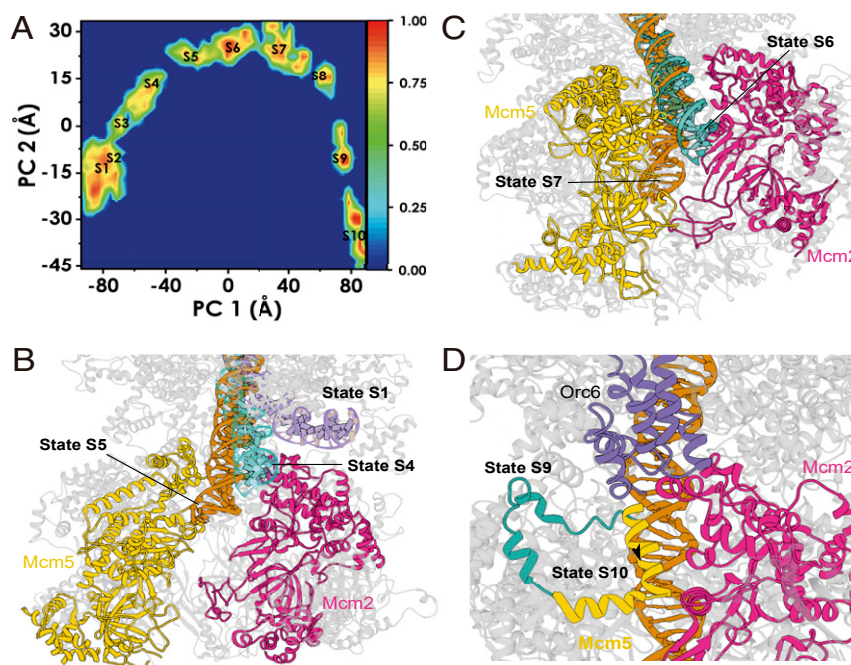 A
PC 2 (Å)
30
15
0
-15
-30
-45
-80
-40
0
40
80
PC 1 (Å)
S1
S2
S3
S4
S5
S6
S7
S8
S9
S10
1.00
0.75
0.50
0.25
0.00
C
State S6
Mcm5
State S7
Mcm2
B
State S1
State S5
State S4
Mcm5
Mcm2
D
Orc6
Mcm2
State S9
State S10
Mcm5